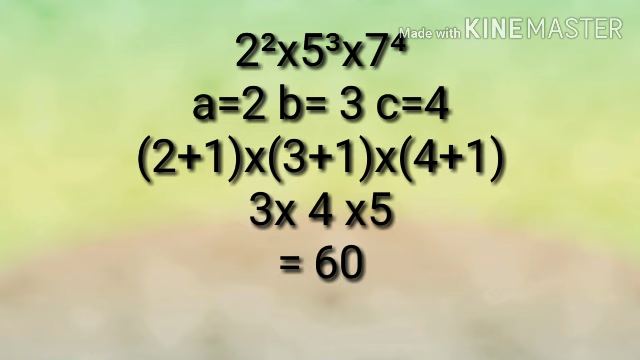 Made with KINEMASTER
2²x5³x7⁴
a=2 b= 3 c=4
(2+1)x(3+1)x(4+1)
3x 4 x5
= 60